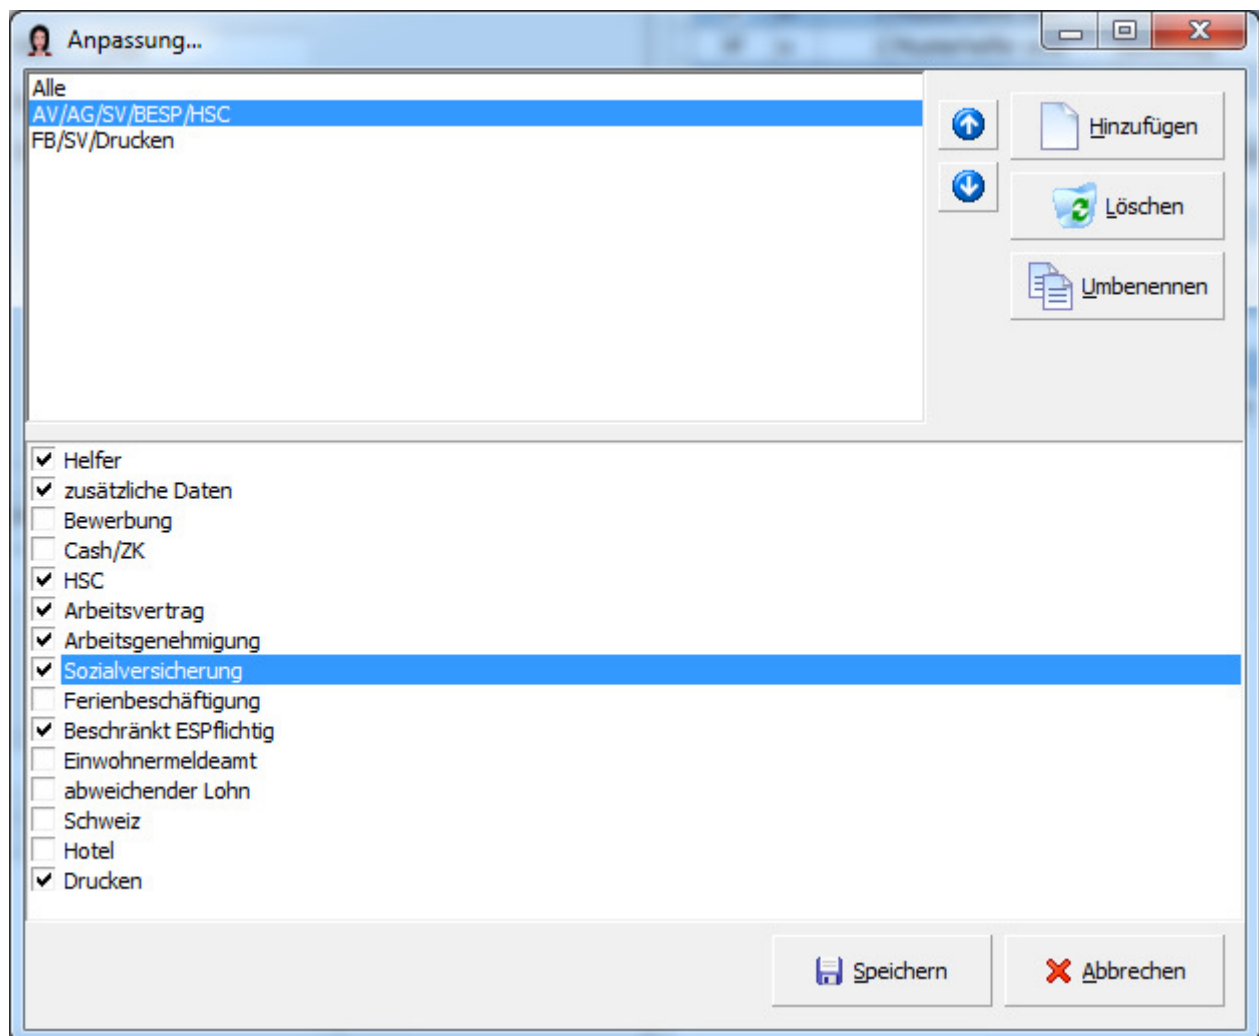 Anpassung...
Alle
AV/AG/SV/BESP/HSC
FB/SV/Drucken
Hinzufügen
Löschen
Umbenennen
Helfer
zusätzliche Daten
Bewerbung
Cash/ZK
HSC
Arbeitsvertrag
Arbeitsgenehmigung
Sozialversicherung
Ferienbeschäftigung
Beschränkt ESPflichtig
Einwohnermeldeamt
abweichender Lohn
Schweiz
Hotel
Drucken
Speichern
Abbrechen